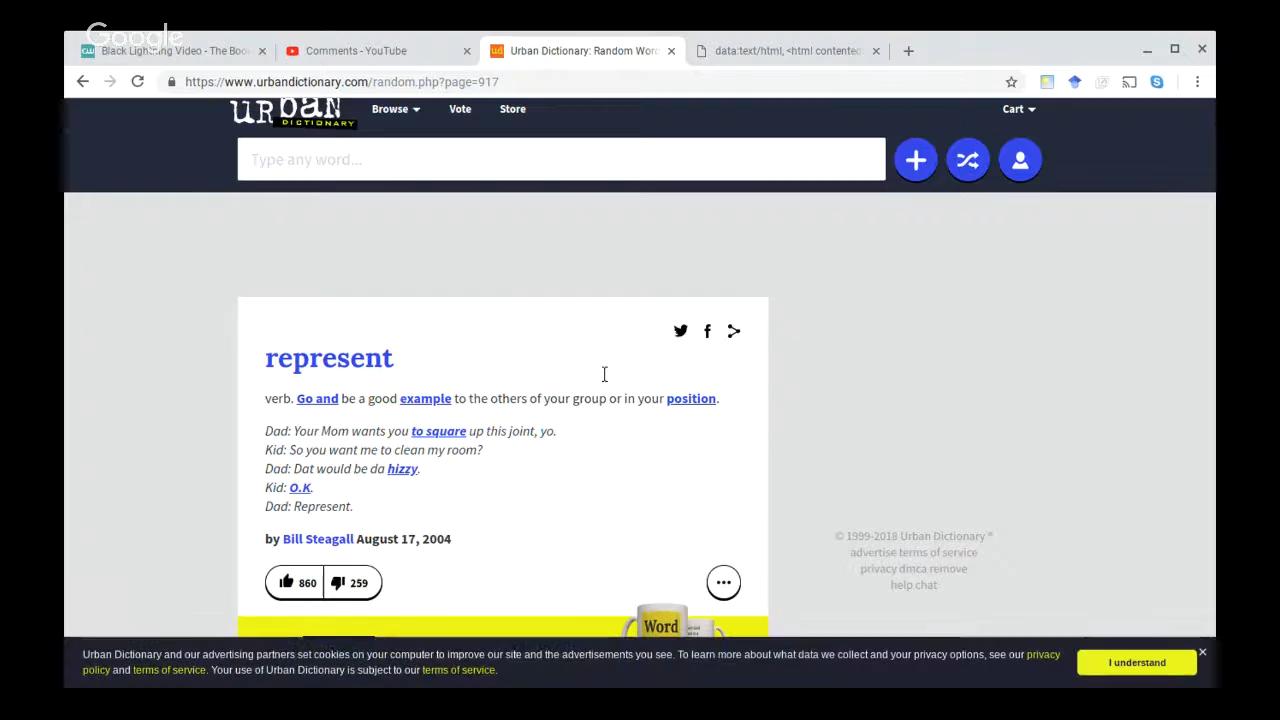 Google
Black Lightning Video - The Boo
Comments - YouTube
Urban Dictionary: Random Word
data:text/html, <html contented
https://www.urbandictionary.com/random.php?page=917
URBAN
DICTIONARY
Browse
Vote
Store
Cart
Type any word...
represent
verb. Go and be a good example to the others of your group or in your position.
Dad: Your Mom wants you to square up this joint, yo.
Kid: So you want me to clean my room?
Dad: Dat would be da hizzy.
Kid: O.K.
Dad: Represent.
by Bill Steagall August 17, 2004
860
259
Word
© 1999-2018 Urban Dictionary ®
advertise terms of service
privacy dmca remove
help chat
Urban Dictionary and our advertising partners set cookies on your computer to improve our site and the advertisements you see. To learn more about what data we collect and your privacy options, see our privacy
policy and terms of service. Your use of Urban Dictionary is subject to our terms of service.
I understand